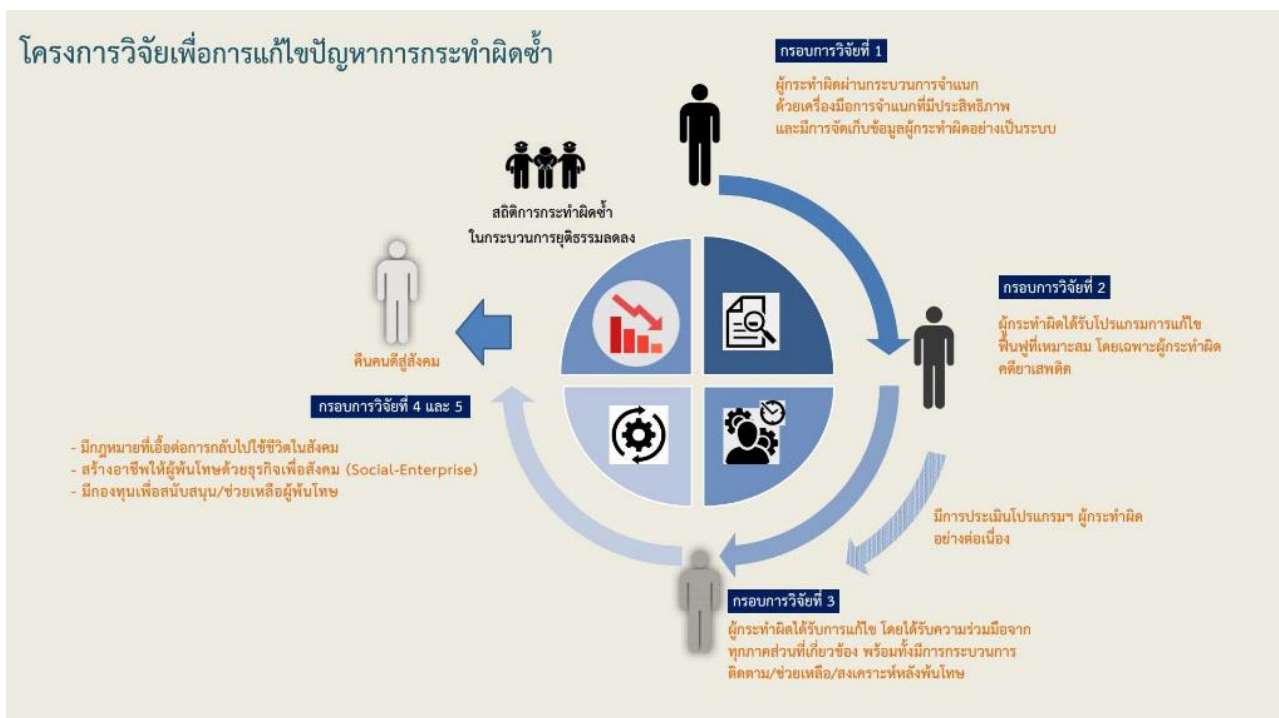 โครงการวิจัยเพื่อการแก้ไขปัญหาการกระทำผิดซ้ำ
กรอบการวิจัยที่ 1
ผู้กระทำผิดผ่านกระบวนการจำแนก
ด้วยเครื่องมือการจำแนกที่มีประสิทธิภาพ
และมีการจัดเก็บข้อมูลผู้กระทำผิดอย่างเป็นระบบ
สถิติการกระทำผิดซ้ำ
ในกระบวนการยุติธรรมลดลง
กรอบการวิจัยที่ 2
ผู้กระทำผิดได้รับโปรแกรมการแก้ไข
ฟื้นฟูที่เหมาะสม โดยเฉพาะผู้กระทำผิด
คดียาเสพติด
คืนคนดีสู่สังคม
กรอบการวิจัยที่ 4 และ 5
- มีกฎหมายที่เอื้อต่อการกลับไปใช้ชีวิตในสังคม
- สร้างอาชีพให้ผู้พ้นโทษด้วยธุรกิจเพื่อสังคม (Social-Enterprise)
- มีกองทุนเพื่อสนับสนุน/ช่วยเหลือผู้พ้นโทษ
มีการประเมินโปรแกรมฯ ผู้กระทำผิด
อย่างต่อเนื่อง
กรอบการวิจัยที่ 3
ผู้กระทำผิดได้รับการแก้ไข โดยได้รับความร่วมมือจาก
ทุกภาคส่วนที่เกี่ยวข้อง พร้อมทั้งมีการกระบวนการ
ติดตาม/ช่วยเหลือ/สงเคราะห์หลังพ้นโทษ